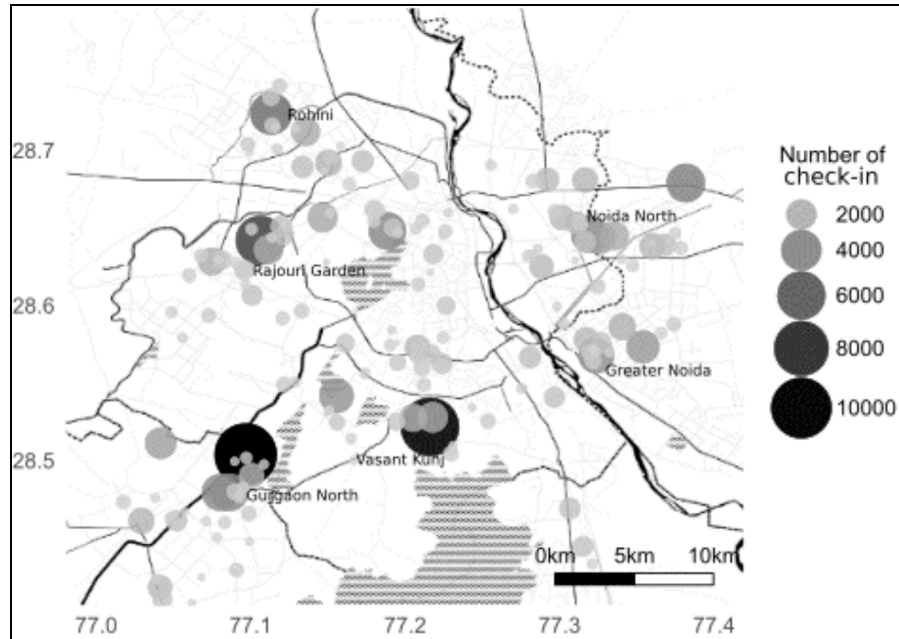 Rohini
28.7
Number of
check-in
Noida North
2000
4000
Rajouri Garden
6000
28.6
8000
Greater Noida
10000
28.5
Vasant Kunj
Gurgaon North
0km 5km 10km
77.0 77.1 77.2 77.3 77.4